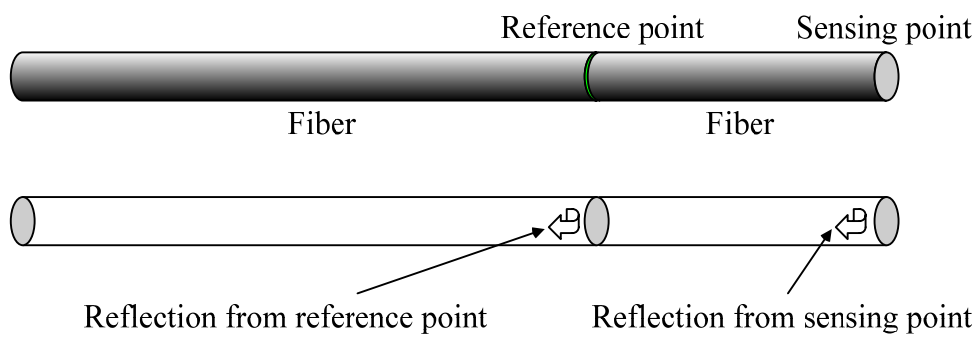 Reference point
Sensing point
Fiber
Fiber
Reflection from reference point
Reflection from sensing point